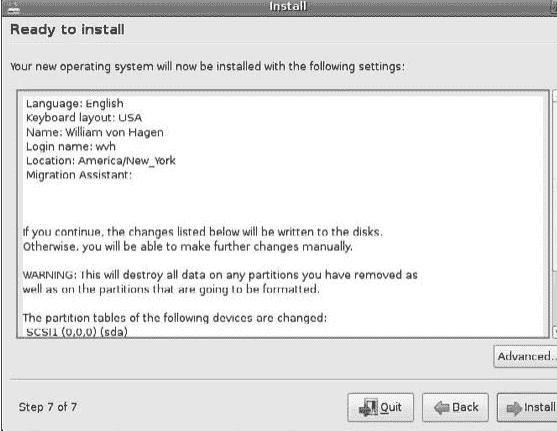 Install
Ready to install
Your new operating system will now be installed with the following settings:
Language: English
Keyboard layout: USA
Name: William von Hagen
Login name: wvh
Location: America/New_York
Migration Assistant:
If you continue, the changes listed below will be written to the disks.
Otherwise, you will be able to make further changes manually.
WARNING: This will destroy all data on any partitions you have removed as
well as on the partitions that are going to be formatted.
The partition tables of the following devices are changed:
SCSI1 (0,0,0) (sda)
Advanced..
Step 7 of 7
Quit
Back
Install